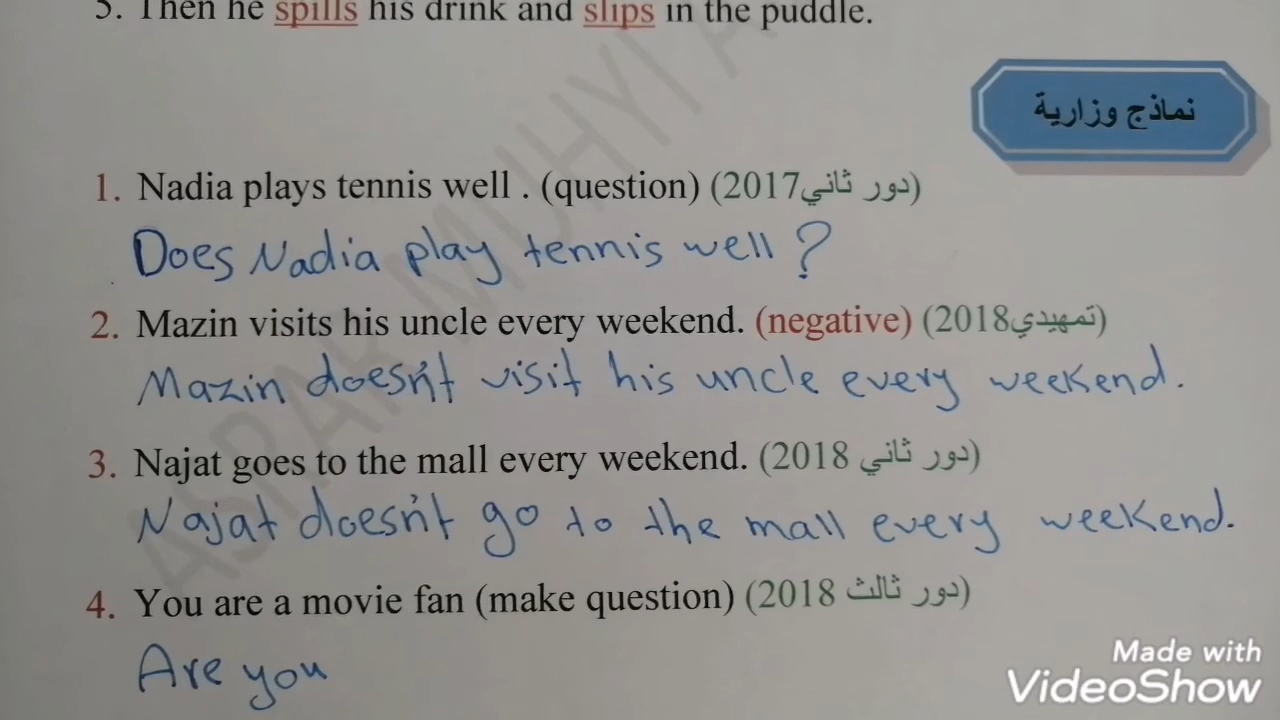 5. Then he spills his drink and slips in the puddle.
نماذج وزارية
1. Nadia plays tennis well . (question) (2017دور ثاني)
Does Nadia play tennis well ?
2. Mazin visits his uncle every weekend. (negative) (2018تمهيدي)
Mazin doesn't visit his uncle every weekend.
3. Najat goes to the mall every weekend. (دور ثاني 2018)
Najat doesn't go to the mall every weekend.
4. You are a movie fan (make question) (دور ثالث 2018)
Are you
Made with
VideoShow